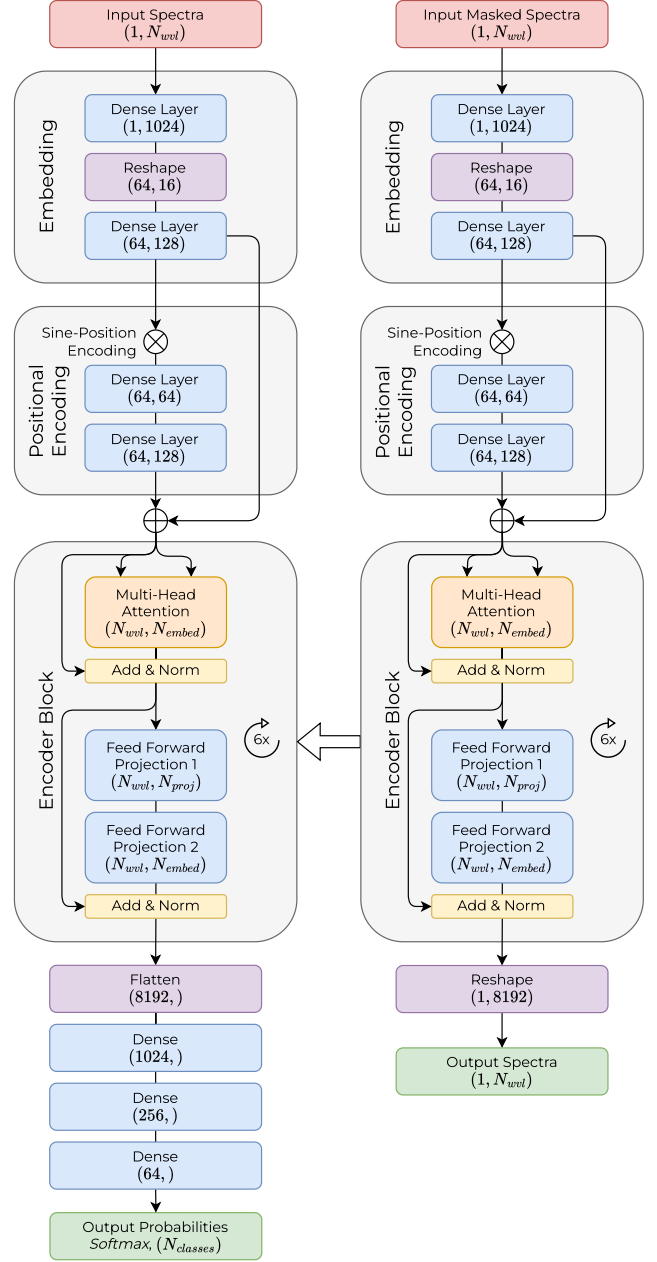 Input Spectra
(1, N_wvl)
Embedding
Dense Layer
(1, 1024)
Reshape
(64, 16)
Dense Layer
(64, 128)
Sine-Position
Encoding
Positional
Encoding
Dense Layer
(64, 64)
Dense Layer
(64, 128)
Encoder Block
Multi-Head
Attention
(N_wvl, N_embed)
Add & Norm
6x
Feed Forward
Projection 1
(N_wvl, N_proj)
Feed Forward
Projection 2
(N_wvl, N_embed)
Add & Norm
Flatten
(8192, )
Dense
(1024, )
Dense
(256, )
Dense
(64, )
Output Probabilities
Softmax, (N_classes)
Input Masked Spectra
(1, N_wvl)
Embedding
Dense Layer
(1, 1024)
Reshape
(64, 16)
Dense Layer
(64, 128)
Sine-Position
Encoding
Positional
Encoding
Dense Layer
(64, 64)
Dense Layer
(64, 128)
Encoder Block
Multi-Head
Attention
(N_wvl, N_embed)
Add & Norm
6x
Feed Forward
Projection 1
(N_wvl, N_proj)
Feed Forward
Projection 2
(N_wvl, N_embed)
Add & Norm
Reshape
(1, 8192)
Output Spectra
(1, N_wvl)